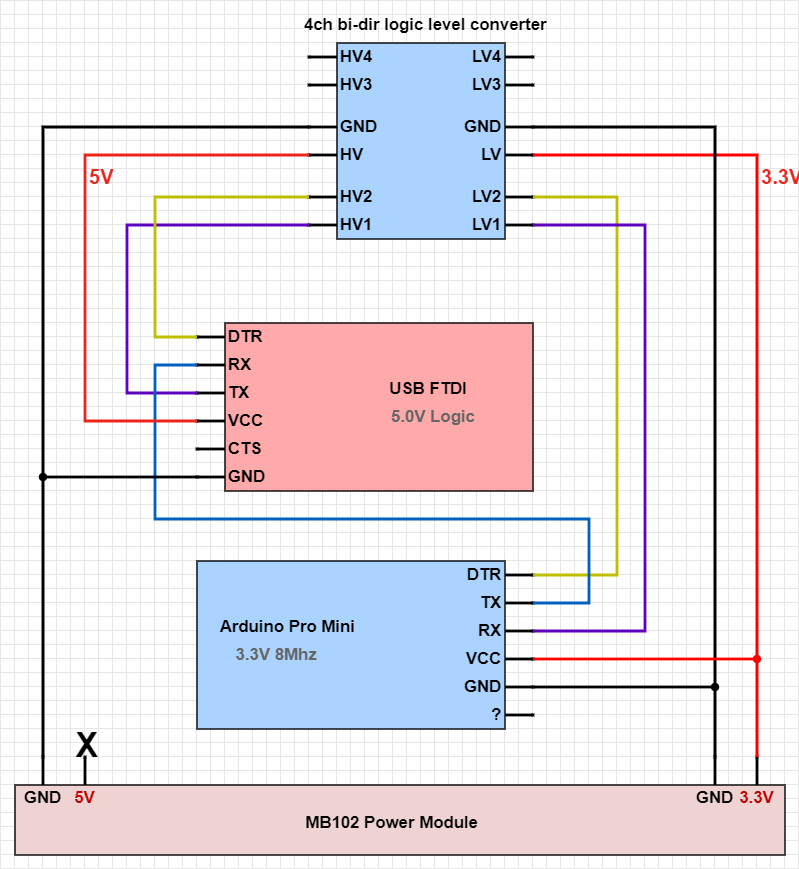 4ch bi-dir logic level converter
HV4 LV4
HV3 LV3
GND GND
HV LV
5V 3.3V
HV2 LV2
HV1 LV1
DTR
RX
TX
VCC
CTS
GND
USB FTDI
5.0V Logic
DTR
TX
RX
VCC
GND
?
Arduino Pro Mini
3.3V 8Mhz
X
GND 5V GND 3.3V
MB102 Power Module